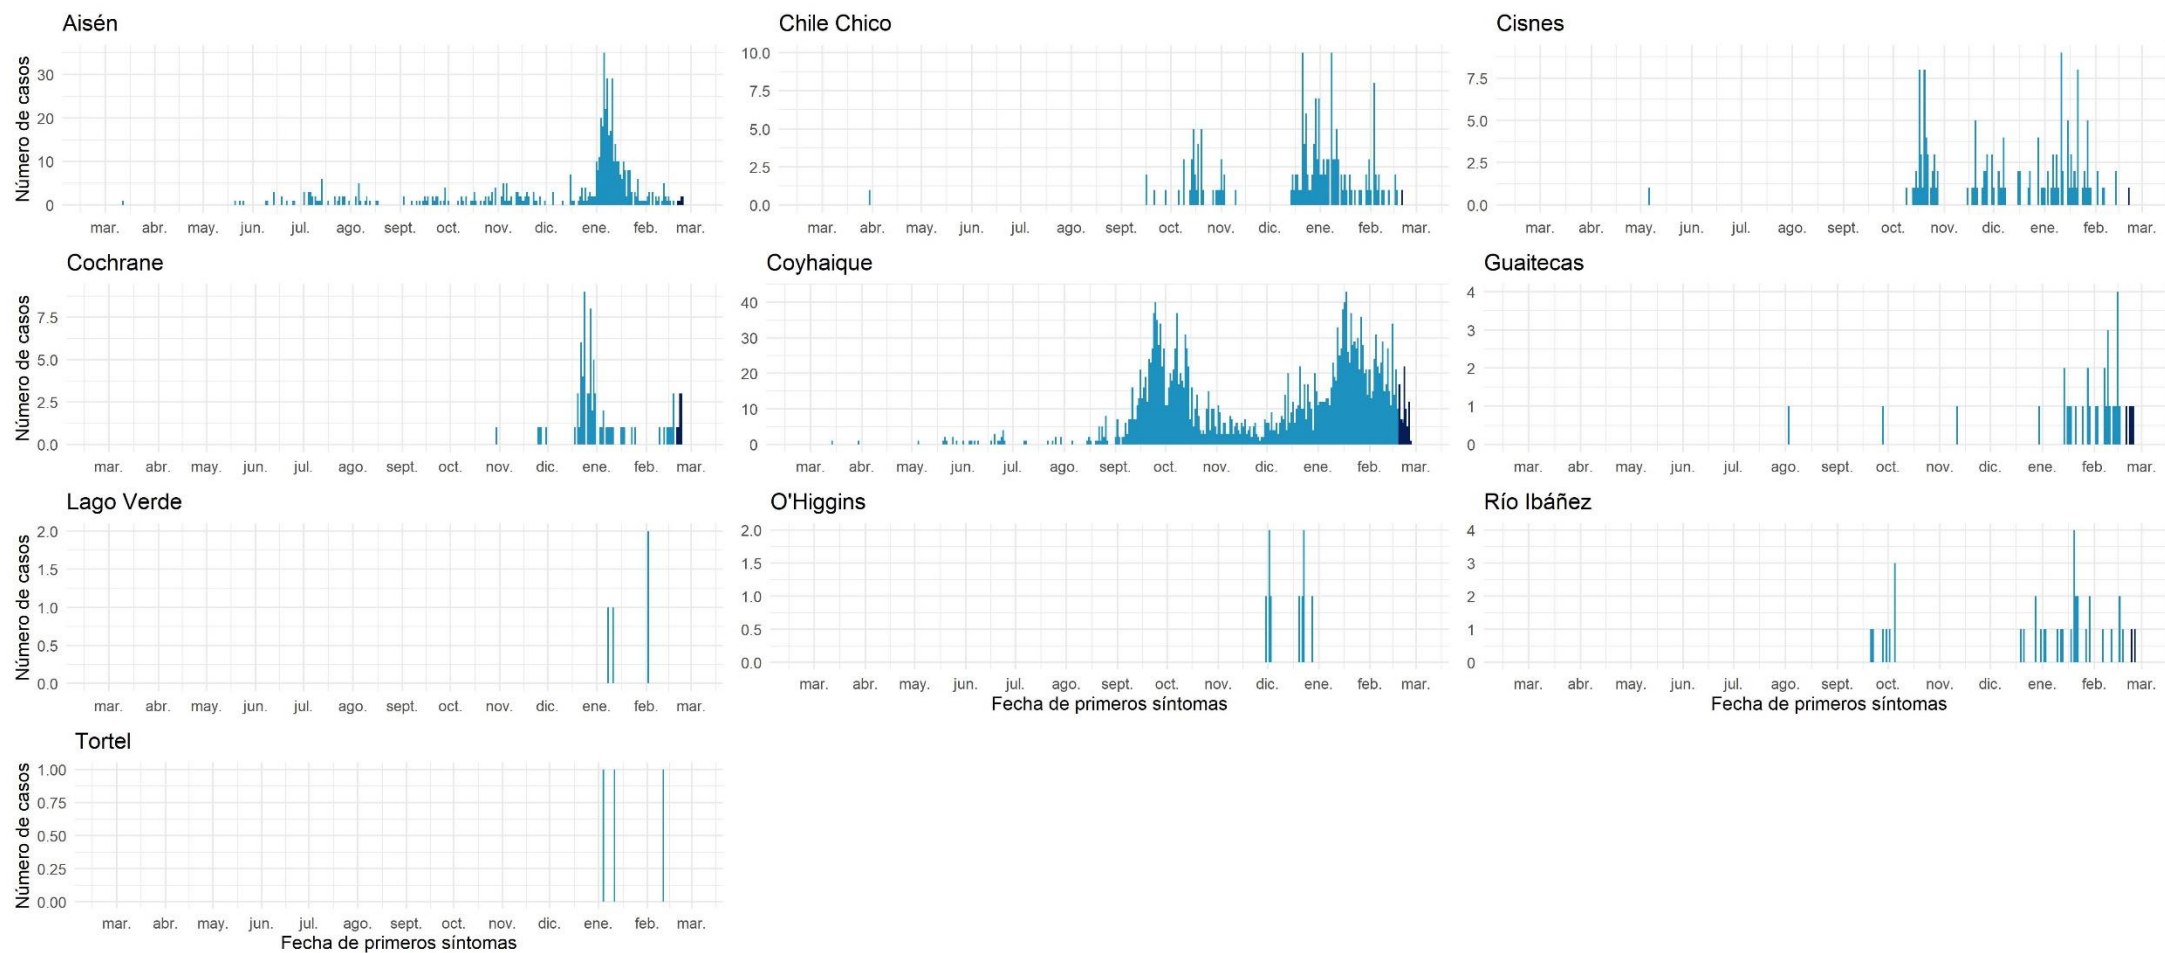 Aisén
Número de casos
30
20
10
0
mar. abr. may. jun. jul. ago. sept. oct. nov. dic. ene. feb. mar.
Chile Chico
10.0
7.5
5.0
2.5
0.0
mar. abr. may. jun. jul. ago. sept. oct. nov. dic. ene. feb. mar.
Cisnes
7.5
5.0
2.5
0.0
mar. abr. may. jun. jul. ago. sept. oct. nov. dic. ene. feb. mar.
Cochrane
Número de casos
7.5
5.0
2.5
0.0
mar. abr. may. jun. jul. ago. sept. oct. nov. dic. ene. feb. mar.
Coyhaique
40
30
20
10
0
mar. abr. may. jun. jul. ago. sept. oct. nov. dic. ene. feb. mar.
Guaitecas
4
3
2
1
0
mar. abr. may. jun. jul. ago. sept. oct. nov. dic. ene. feb. mar.
Lago Verde
Número de casos
2.0
1.5
1.0
0.5
0.0
mar. abr. may. jun. jul. ago. sept. oct. nov. dic. ene. feb. mar.
O'Higgins
2.0
1.5
1.0
0.5
0.0
mar. abr. may. jun. jul. ago. sept. oct. nov. dic. ene. feb. mar.
Fecha de primeros síntomas
Río Ibáñez
4
3
2
1
0
mar. abr. may. jun. jul. ago. sept. oct. nov. dic. ene. feb. mar.
Fecha de primeros síntomas
Tortel
Número de casos
1.00
0.75
0.50
0.25
0.00
mar. abr. may. jun. jul. ago. sept. oct. nov. dic. ene. feb. mar.
Fecha de primeros síntomas